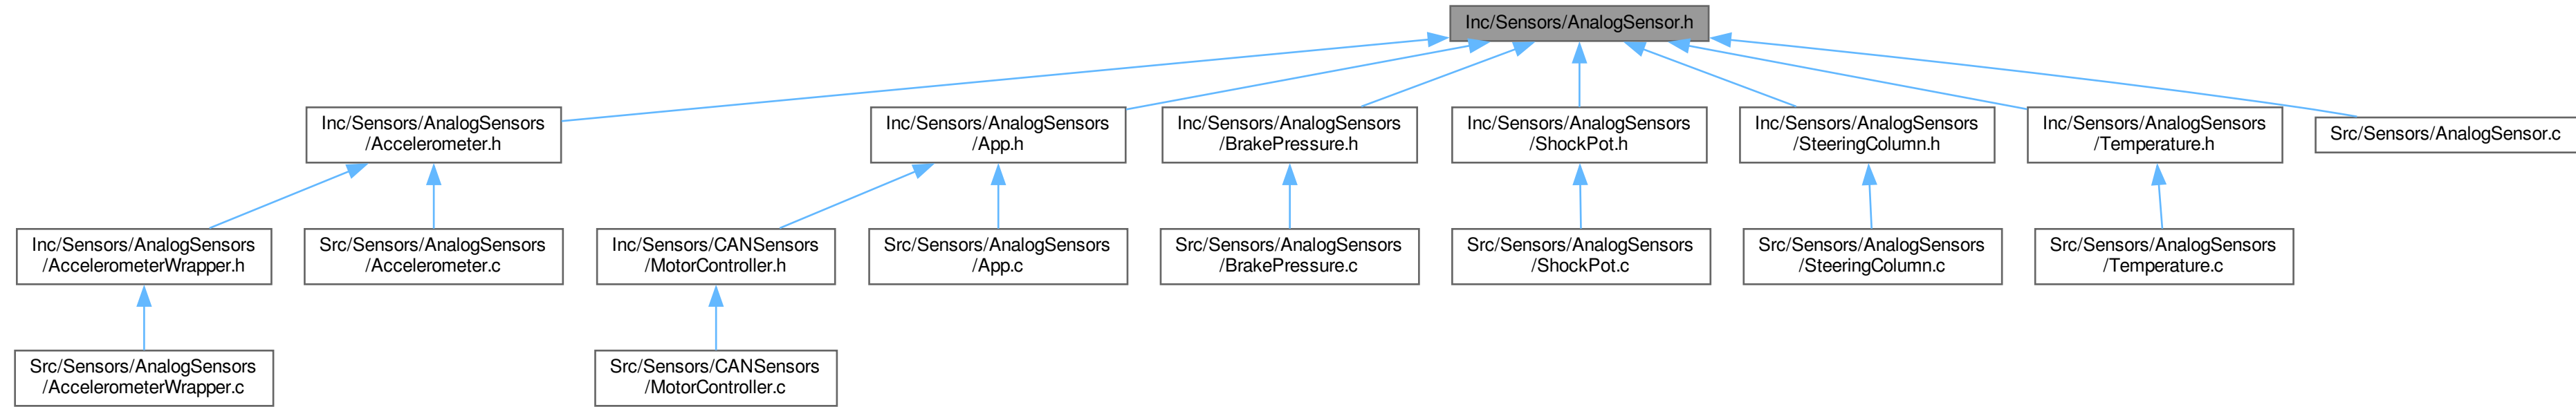 Inc/Sensors/AnalogSensor.h
Inc/Sensors/AnalogSensors
/Accelerometer.h
Inc/Sensors/AnalogSensors
/App.h
Inc/Sensors/AnalogSensors
/BrakePressure.h
Inc/Sensors/AnalogSensors
/ShockPot.h
Inc/Sensors/AnalogSensors
/SteeringColumn.h
Inc/Sensors/AnalogSensors
/Temperature.h
Src/Sensors/AnalogSensor.c
Inc/Sensors/AnalogSensors
/AccelerometerWrapper.h
Src/Sensors/AnalogSensors
/Accelerometer.c
Inc/Sensors/CANSensors
/MotorController.h
Src/Sensors/AnalogSensors
/App.c
Src/Sensors/AnalogSensors
/BrakePressure.c
Src/Sensors/AnalogSensors
/ShockPot.c
Src/Sensors/AnalogSensors
/SteeringColumn.c
Src/Sensors/AnalogSensors
/Temperature.c
Src/Sensors/AnalogSensors
/AccelerometerWrapper.c
Src/Sensors/CANSensors
/MotorController.c